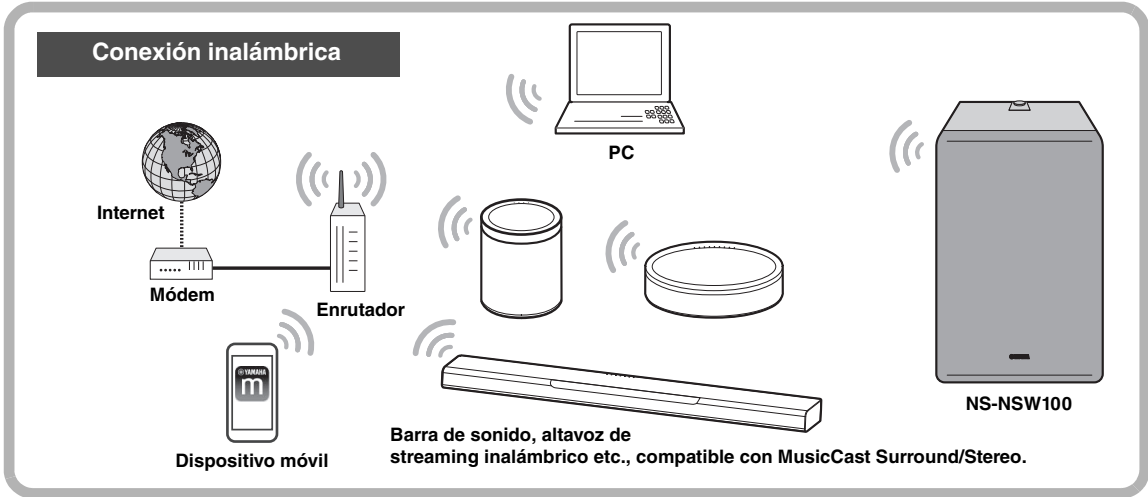 Conexión inalámbrica
Internet
Módem
Enrutador
PC
YAMAHA
m
Dispositivo móvil
Barra de sonido, altavoz de
streaming inalámbrico etc., compatible con MusicCast Surround/Stereo.
NS-NSW100